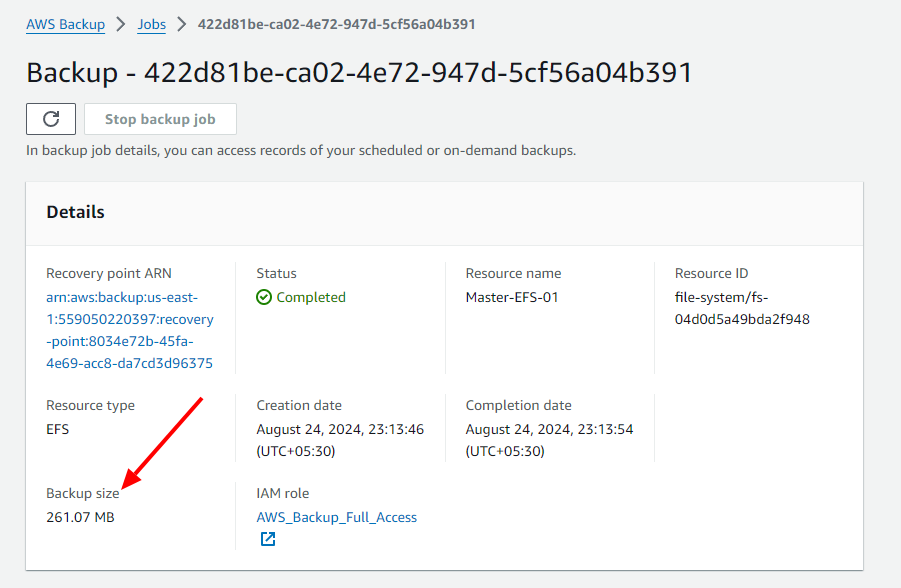 AWS Backup > Jobs > 422d81be-ca02-4e72-947d-5cf56a04b391
Backup - 422d81be-ca02-4e72-947d-5cf56a04b391
Stop backup job
In backup job details, you can access records of your scheduled or on-demand backups.
Details
Recovery point ARN
arn:aws:backup:us-east-
1:559050220397:recovery
-point:8034e72b-45fa-
4e69-acc8-da7cd3d96375
Status
Completed
Resource name
Master-EFS-01
Resource ID
file-system/fs-
04d0d5a49bda2f948
Resource type
EFS
Creation date
August 24, 2024, 23:13:46
(UTC+05:30)
Completion date
August 24, 2024, 23:13:54
(UTC+05:30)
Backup size
261.07 MB
IAM role
AWS_Backup_Full_Access